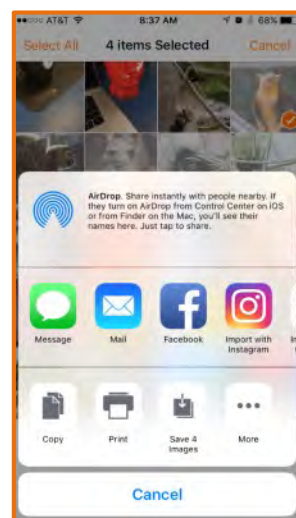 AT&T 8:37 AM 68%
Select All 4 items Selected Cancel
AirDrop. Share instantly with people nearby. If
they turn on AirDrop from Control Center on iOS
or from Finder on the Mac, you'll see their
names here. Just tap to share.
Message Mail Facebook Import with
Instagram
Copy Print Save 4
Images
More
Cancel